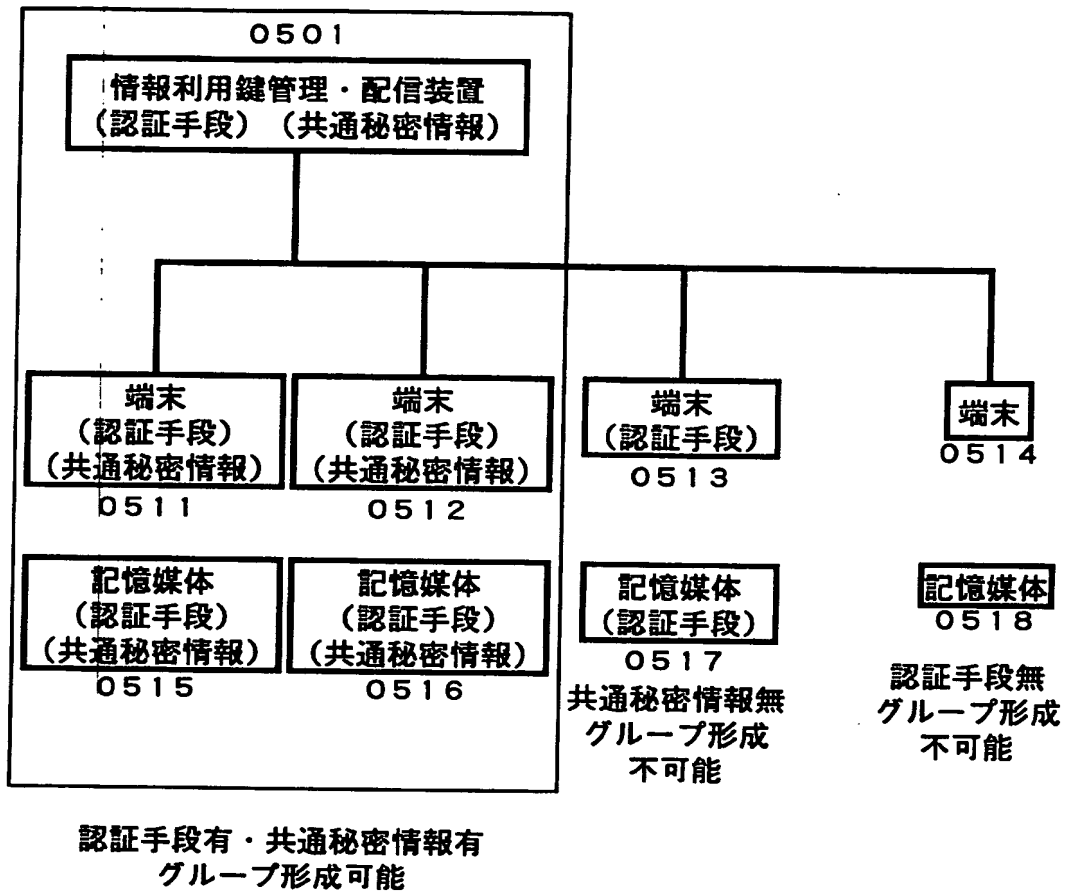 0501
情報利用鍵管理・配信装置
(認証手段) (共通秘密情報)
端末
(認証手段)
(共通秘密情報)
0511
端末
(認証手段)
(共通秘密情報)
0512
端末
(認証手段)
0513
端末
0514
記憶媒体
(認証手段)
(共通秘密情報)
0515
記憶媒体
(認証手段)
(共通秘密情報)
0516
記憶媒体
(認証手段)
0517
共通秘密情報無
グループ形成
不可能
記憶媒体
0518
認証手段無
グループ形成
不可能
認証手段有・共通秘密情報有
グループ形成可能